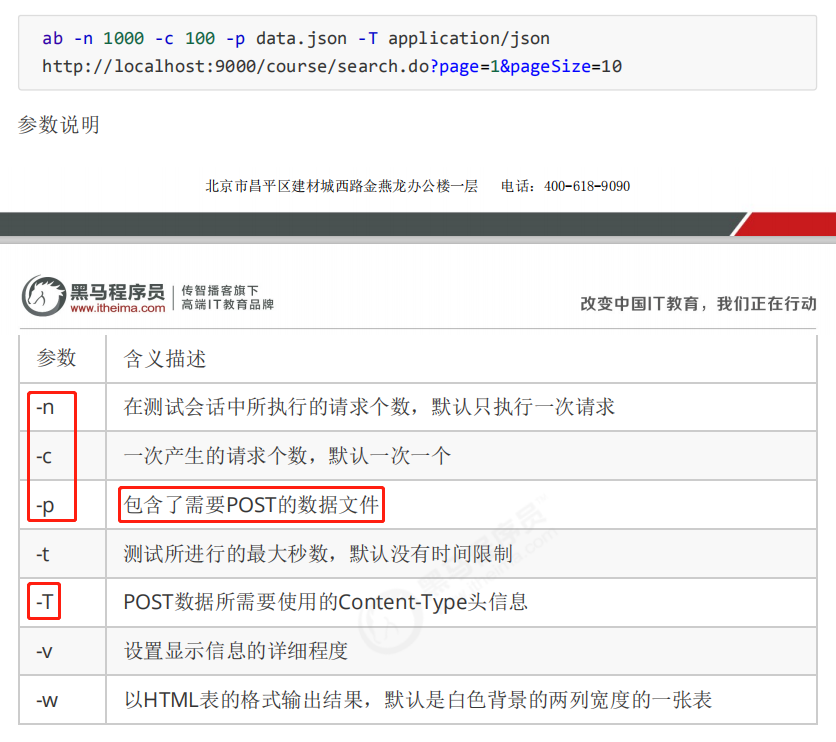 ab -n 1000 -c 100 -p data.json -T application/json
http://localhost:9000/course/search.do?page=1&pageSize=10
参数说明
北京市昌平区建材城西路金燕龙办公楼一层 电话：400-618-9090
黑马程序员
www.itheima.com
传智播客旗下
高端IT教育品牌
改变中国IT教育，我们正在行动
参数 含义描述
-n 在测试会话中所执行的请求个数，默认只执行一次请求
-c 一次产生的请求个数，默认一次一个
-p 包含了需要POST的数据文件
-t 测试所进行的最大秒数，默认没有时间限制
-T POST数据所需要使用的Content-Type头信息
-v 设置显示信息的详细程度
-w 以HTML表的格式输出结果，默认是白色背景的两列宽度的一张表